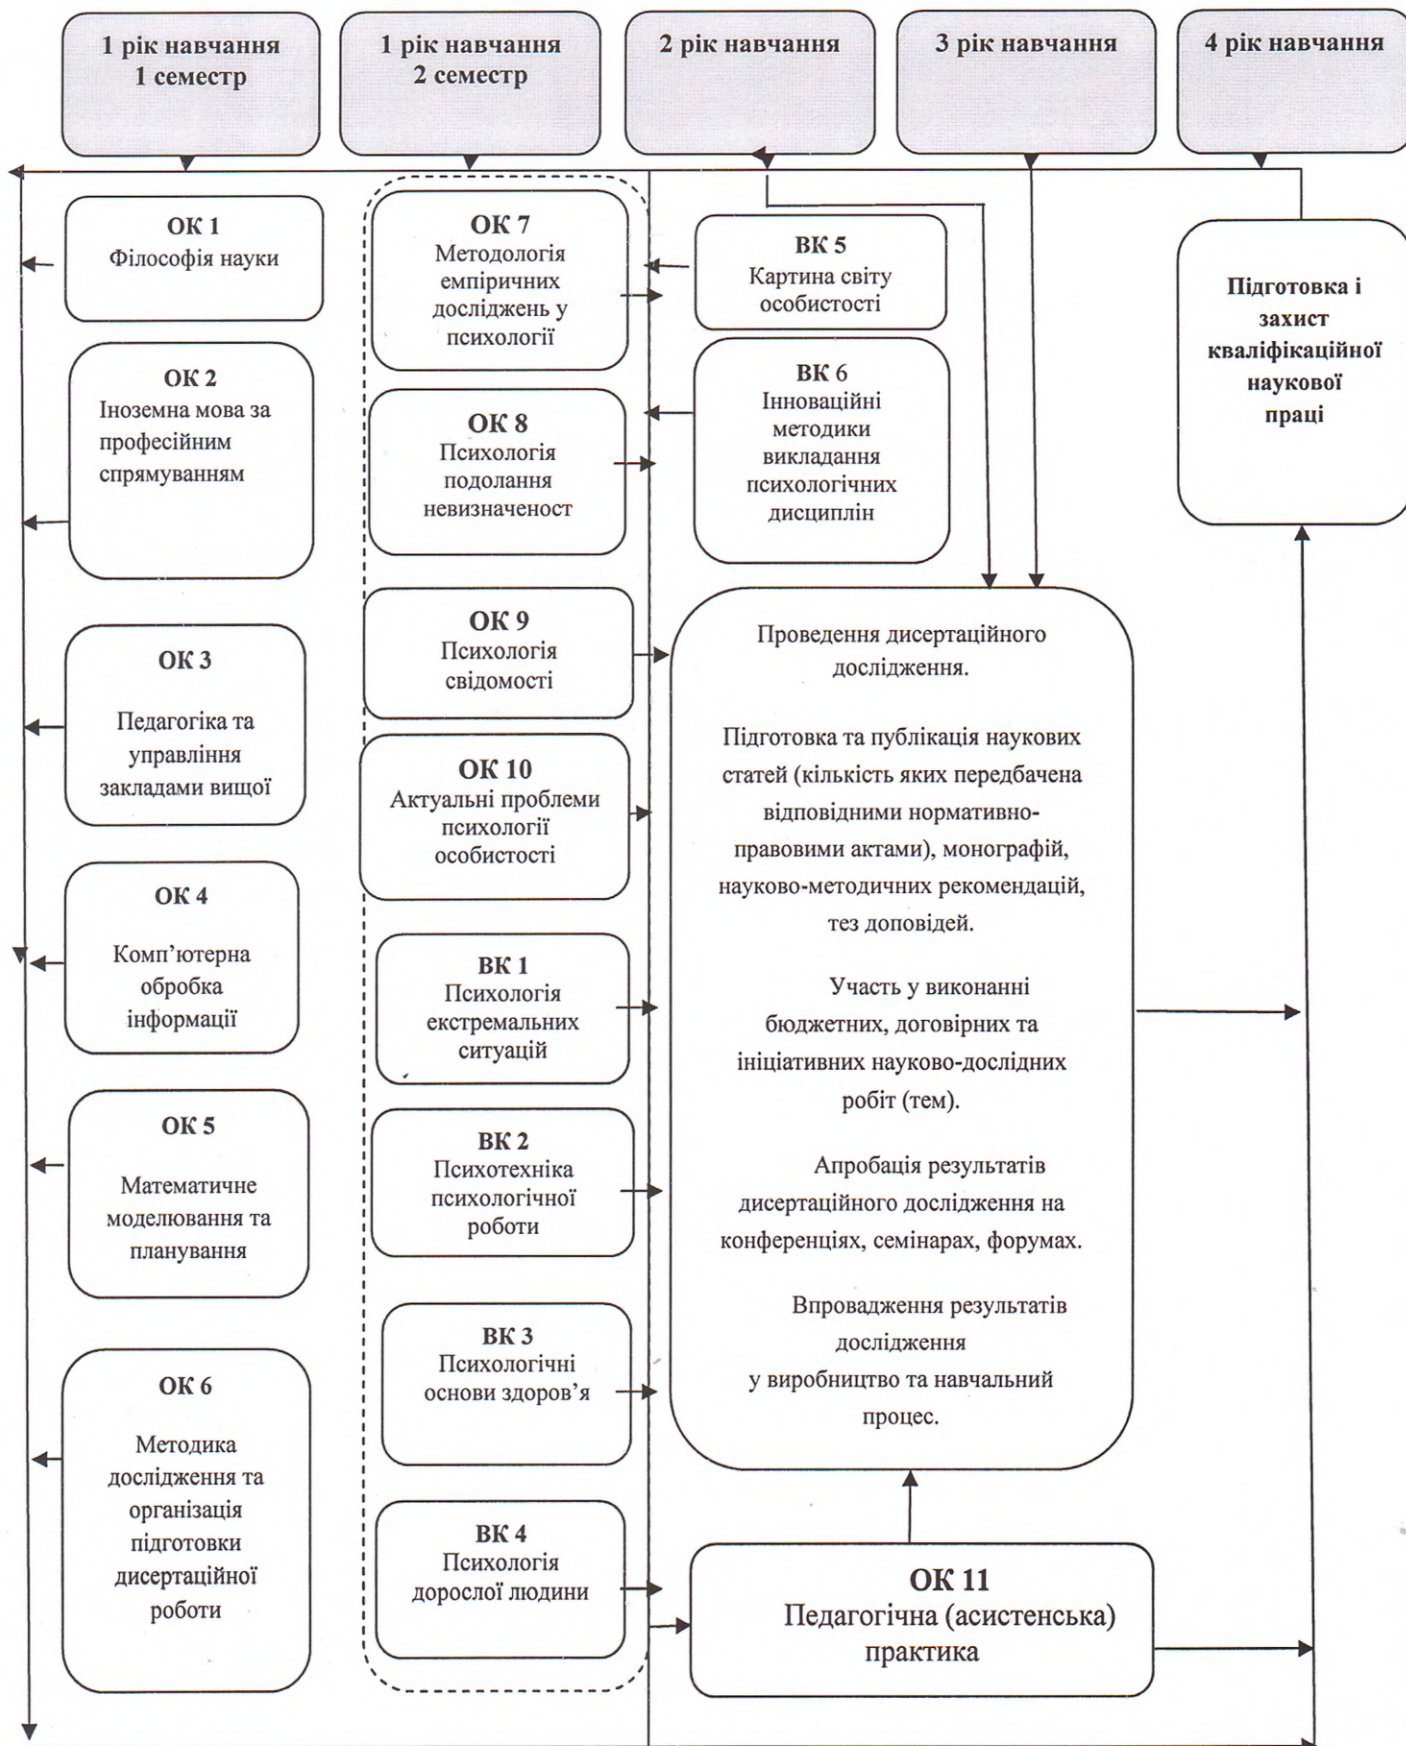 1 рік навчання
1 семестр
1 рік навчання
2 семестр
2 рік навчання
3 рік навчання
4 рік навчання
ОК 1
Філософія науки
ОК 2
Іноземна мова за
професійним
спрямуванням
ОК 3
Педагогіка та
управління
закладами вищої
ОК 4
Комп’ютерна
обробка
інформації
ОК 5
Математичне
моделювання та
планування
ОК 6
Методика
дослідження та
організація
підготовки
дисертаційної
роботи
ОК 7
Методологія
емпіричних
досліджень у
психології
ОК 8
Психологія
подолання
невизначеност
ОК 9
Психологія
свідомості
ОК 10
Актуальні проблеми
психології
особистості
ВК 1
Психологія
екстремальних
ситуацій
ВК 2
Психотехніка
психологічної
роботи
ВК 3
Психологічні
основи здоров’я
ВК 4
Психологія
дорослої людини
ВК 5
Картина світу
особистості
ВК 6
Інноваційні
методики
викладання
психологічних
дисциплін
Проведення дисертаційного
дослідження.
Підготовка та публікація наукових
статей (кількість яких передбачена
відповідними нормативно-
правовими актами), монографій,
науково-методичних рекомендацій,
тез доповідей.
Участь у виконанні
бюджетних, договірних та
ініціативних науково-дослідних
робіт (тем).
Апробація результатів
дисертаційного дослідження на
конференціях, семінарах, форумах.
Впровадження результатів
дослідження
у виробництво та навчальний
процес.
ОК 11
Педагогічна (асистенська)
практика
Підготовка і
захист
кваліфікаційної
наукової
праці